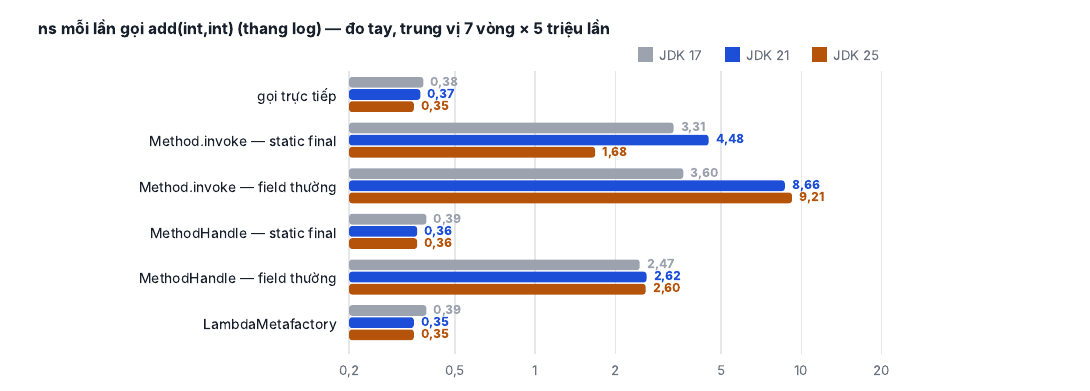 ns mỗi lần gọi add(int,int) (thang log) — đo tay, trung vị 7 vòng × 5 triệu lần
JDK 17 JDK 21 JDK 25
gọi trực tiếp
0,38
0,37
0,35
Method.invoke — static final
3,31
4,48
1,68
Method.invoke — field thường
3,60
8,66
9,21
MethodHandle — static final
0,39
0,36
0,36
MethodHandle — field thường
2,47
2,62
2,60
LambdaMetafactory
0,39
0,35
0,35
0,2 0,5 1 2 5 10 20